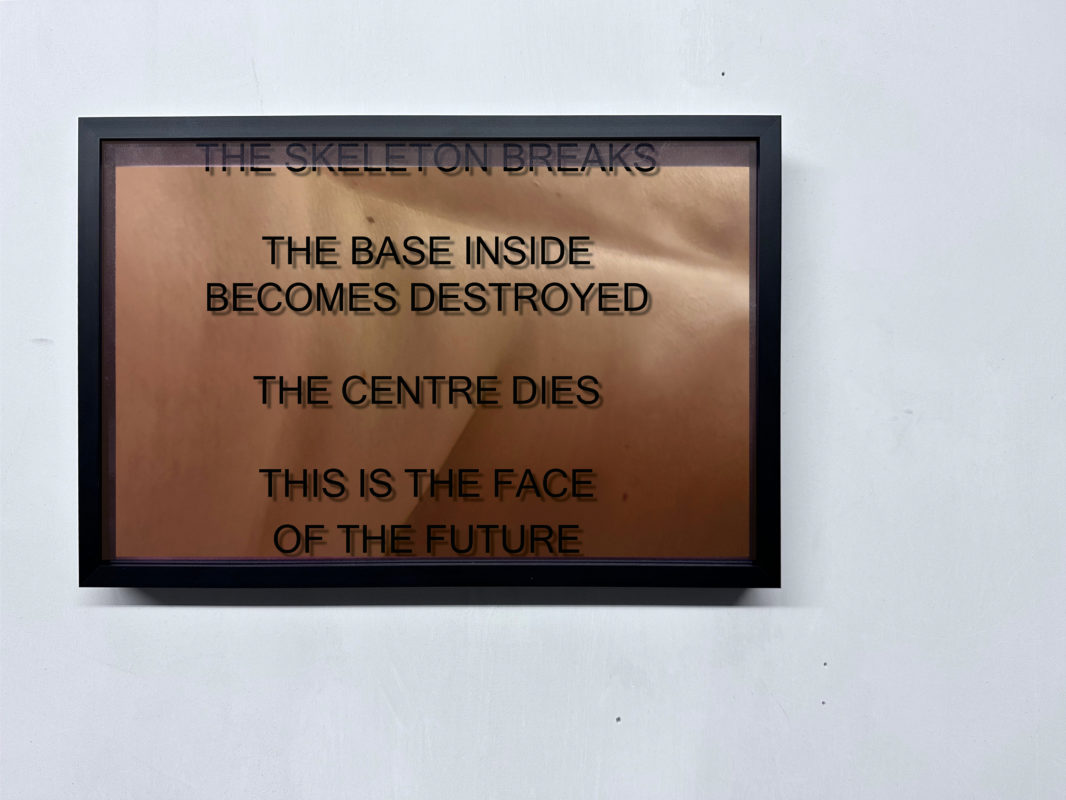 THE SKELETON BREAKS
THE BASE INSIDE
BECOMES DESTROYED
THE CENTRE DIES
THIS IS THE FACE
OF THE FUTURE